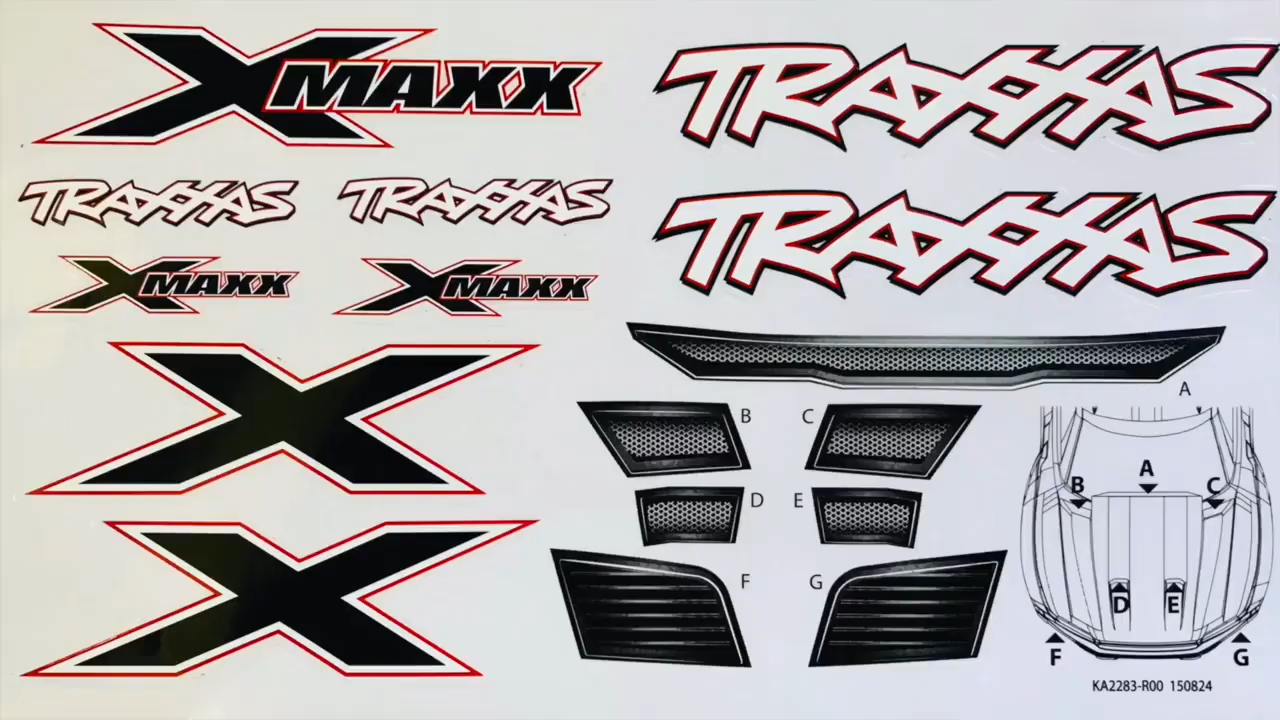 X MAXX
TRAXXAS
TRAXXAS
TRAXXAS
X MAXX
X MAXX
TRAXXAS
X
X
A
B
C
D
E
F
G
A
B
C
D
E
F
G
KA2283-R00 150824